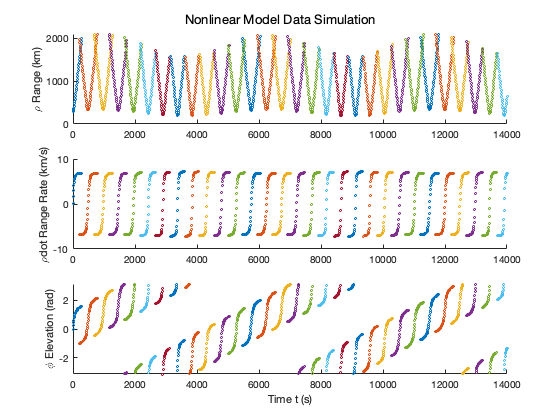 Nonlinear Model Data Simulation
ρ Range (km)
2000
1000
0
0 2000 4000 6000 8000 10000 12000 14000
ρdot Range Rate (km/s)
10
0
-10
0 2000 4000 6000 8000 10000 12000 14000
ϕ Elevation (rad)
2
0
-2
0 2000 4000 6000 8000 10000 12000 14000
Time t (s)